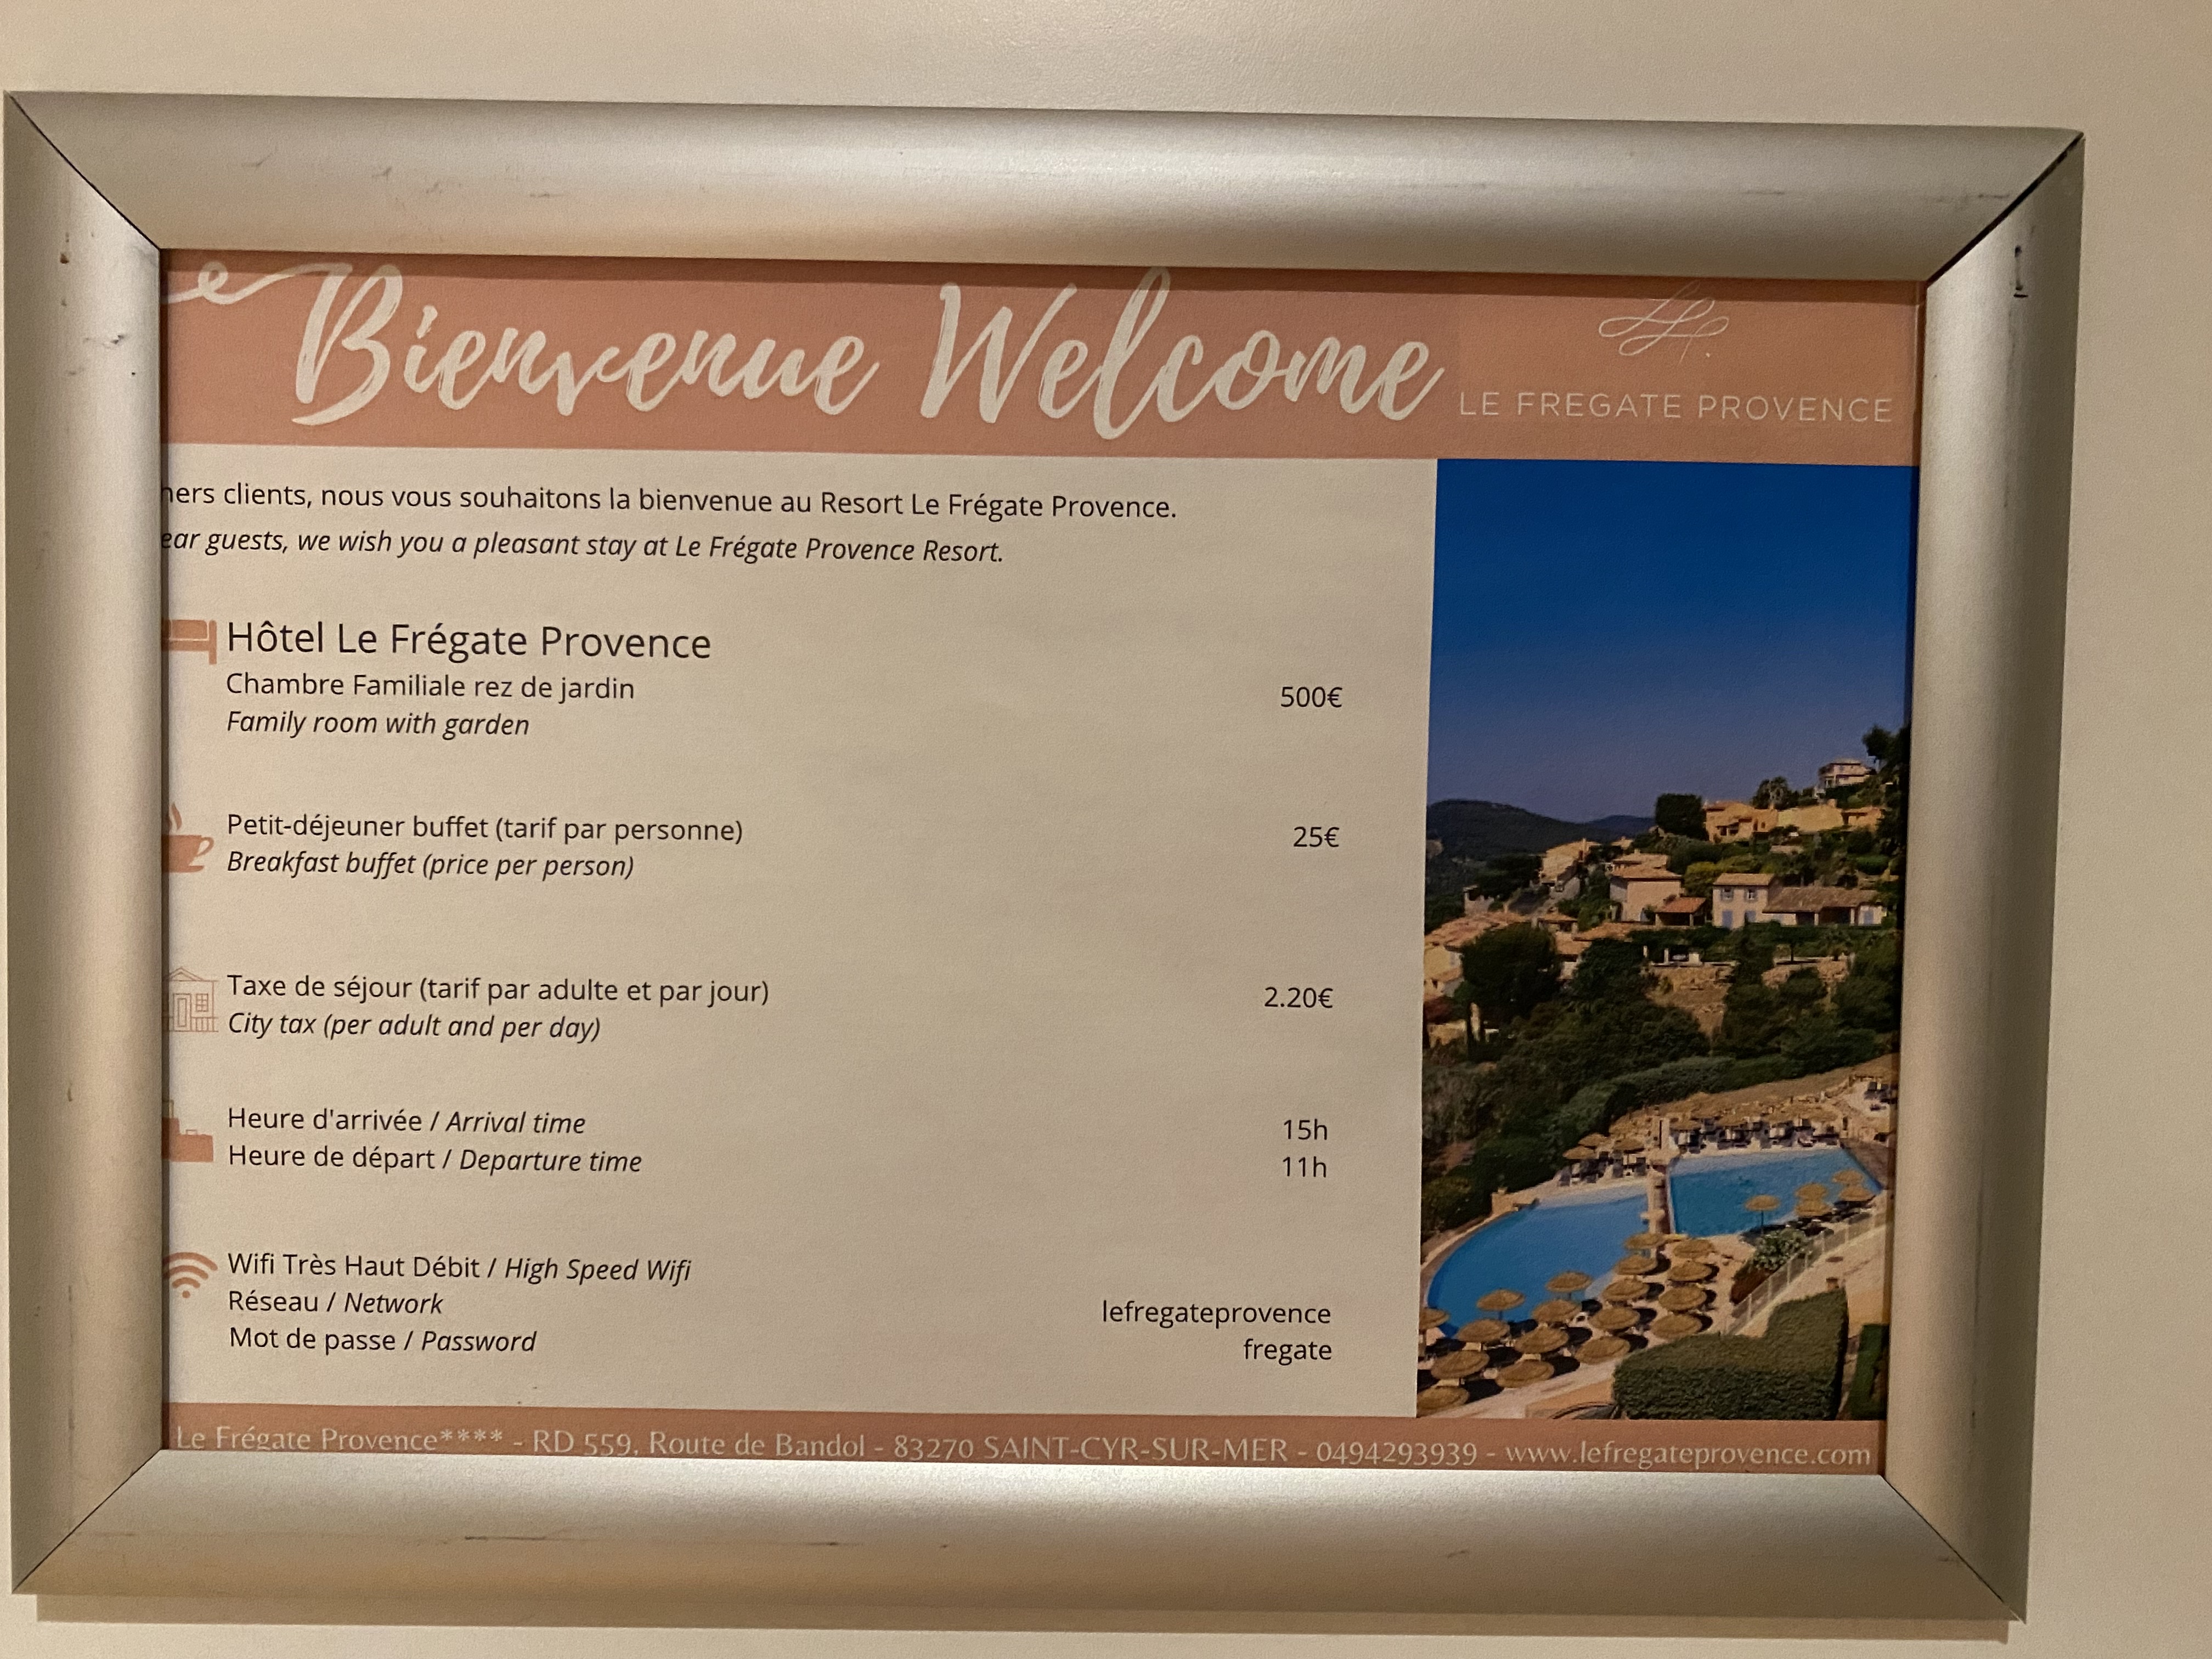 Bienvenue Welcome
LE FREGATE PROVENCE
hers clients, nous vous souhaitons la bienvenue au Resort Le Frégate Provence.
ear guests, we wish you a pleasant stay at Le Frégate Provence Resort.
Hôtel Le Frégate Provence
Chambre Familiale rez de jardin 500€
Family room with garden
Petit-déjeuner buffet (tarif par personne) 25€
Breakfast buffet (price per person)
Taxe de séjour (tarif par adulte et par jour) 2.20€
City tax (per adult and per day)
Heure d'arrivée / Arrival time 15h
Heure de départ / Departure time 11h
Wifi Très Haut Débit / High Speed Wifi
Réseau / Network lefregateprovence
Mot de passe / Password fregate
Le Frégate Provence**** - RD 559, Route de Bandol - 83270 SAINT-CYR-SUR-MER - 0494293939 - www.lefregateprovence.com